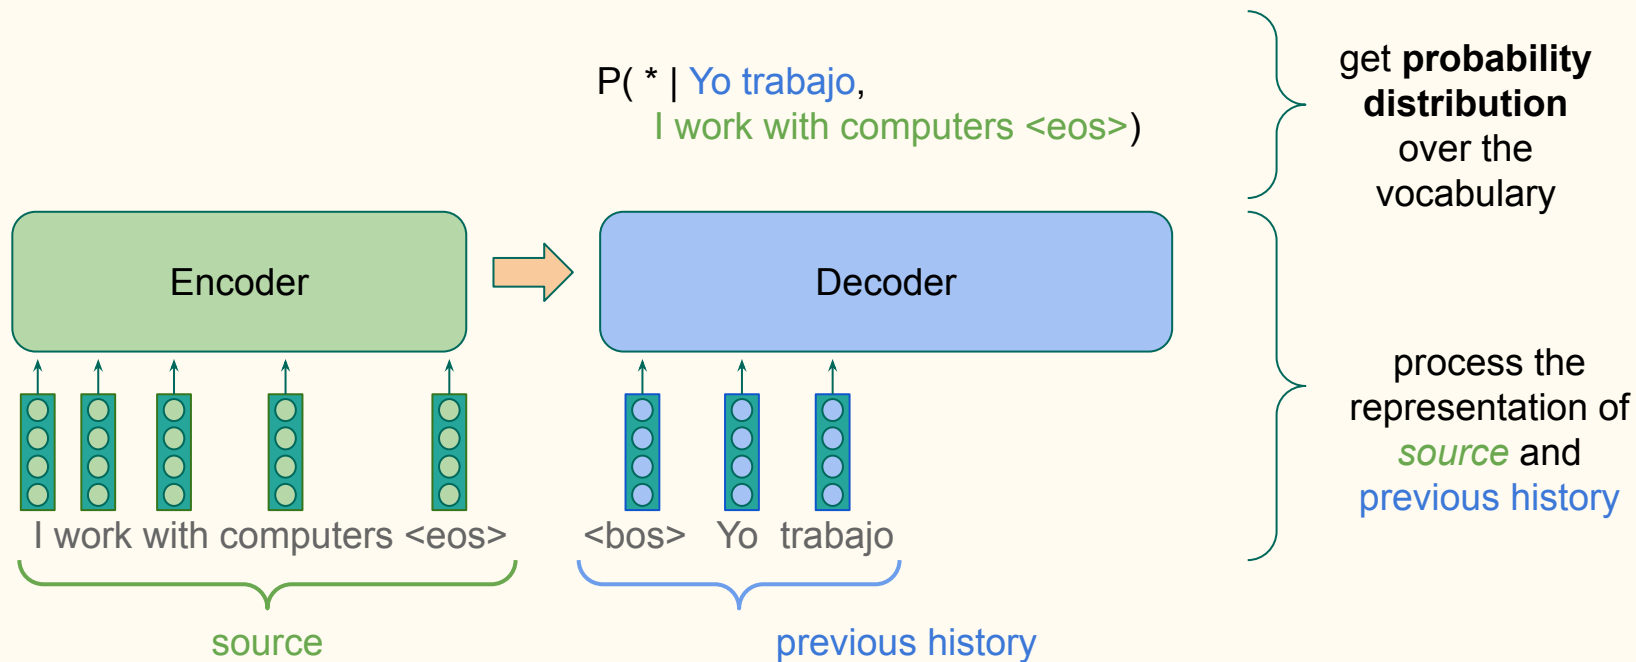 P( * | Yo trabajo,
I work with computers <eos>)
get probability
distribution
over the
vocabulary
Encoder
Decoder
process the
representation of
source and
previous history
I work with computers <eos>
<bos> Yo trabajo
source
previous history